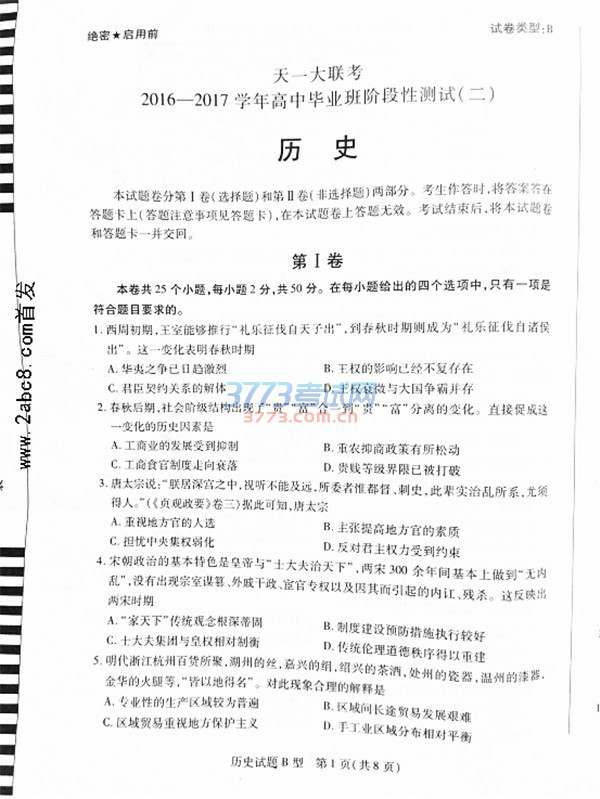 绝密★启用前
试卷类型:B
天一大联考
2016—2017 学年高中毕业班阶段性测试(二)
历 史
本试题卷分第Ⅰ卷(选择题)和第Ⅱ卷(非选择题)两部分。考生作答时,将答案答在
答题卡上(答题注意事项见答题卡),在本试题卷上答题无效。考试结束后,将本试题卷
和答题卡一并交回。
第Ⅰ卷
本卷共 25 个小题,每小题 2 分,共 50 分。在每小题给出的四个选项中,只有一项是
符合题目要求的。
1. 西周初期,王室能够推行“礼乐征伐自天子出”,到春秋时期则成为“礼乐征伐自诸侯
出”。这一变化表明春秋时期
A. 华夷之争已日趋激烈 B. 王权的影响已经不复存在
C. 君臣契约关系的解体 D. 王权衰微与大国争霸并存
2. 春秋后期,社会阶级结构出现了“贵”“富”合一到“贵”“富”分离的变化。直接促成这
一变化的历史因素是
A. 工商业的发展受到抑制 B. 重农抑商政策有所松动
C. 工商食官制度走向衰落 D. 贵贱等级界限已被打破
3. 唐太宗说:“朕居深宫之中,视听不能及远,所委者惟都督、刺史,此辈实治乱所系,尤须
得人。”(《贞观政要》卷三)据此可知,唐太宗
A. 重视地方官的人选 B. 主张提高地方官的素质
C. 担忧中央集权弱化 D. 反对君主权力受到约束
4. 宋朝政治的基本特色是皇帝与“士大夫治天下”,两宋 300 余年间基本上做到“无内
乱”,没有出现宗室谋篡、外戚干政、宦官专权以及因其而引起的内讧、残杀。这反映出
两宋时期
A. “家天下”传统观念根深蒂固 B. 制度建设预防措施执行较好
C. 士大夫集团与皇权相对制衡 D. 传统伦理道德秩序得以重建
5. 明代浙江杭州百货所聚,湖州的丝,嘉兴的绢,绍兴的茶酒,处州的瓷器,温州的漆器,
金华的火腿等,“皆以地得名”。对此现象合理的解释是
A. 专业性的生产区域较为普遍 B. 区域间长途贸易发展艰难
C. 区域贸易重视地方保护主义 D. 手工业区域分布相对平衡
历史试题 B 型 第 1 页(共 8 页)
www.2abc8.com首发
3773考试网
3773.com.cn